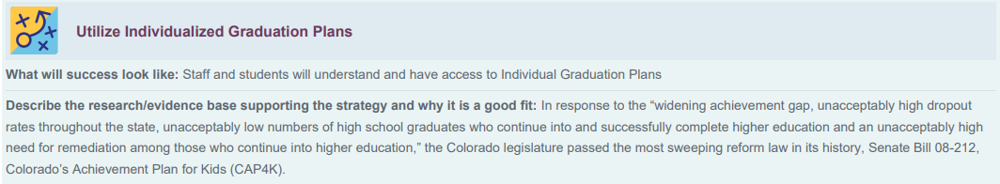 Utilize Individualized Graduation Plans
What will success look like: Staff and students will understand and have access to Individual Graduation Plans
Describe the research/evidence base supporting the strategy and why it is a good fit: In response to the “widening achievement gap, unacceptably high dropout
rates throughout the state, unacceptably low numbers of high school graduates who continue into and successfully complete higher education and an unacceptably high
need for remediation among those who continue into higher education,” the Colorado legislature passed the most sweeping reform law in its history, Senate Bill 08-212,
Colorado’s Achievement Plan for Kids (CAP4K).